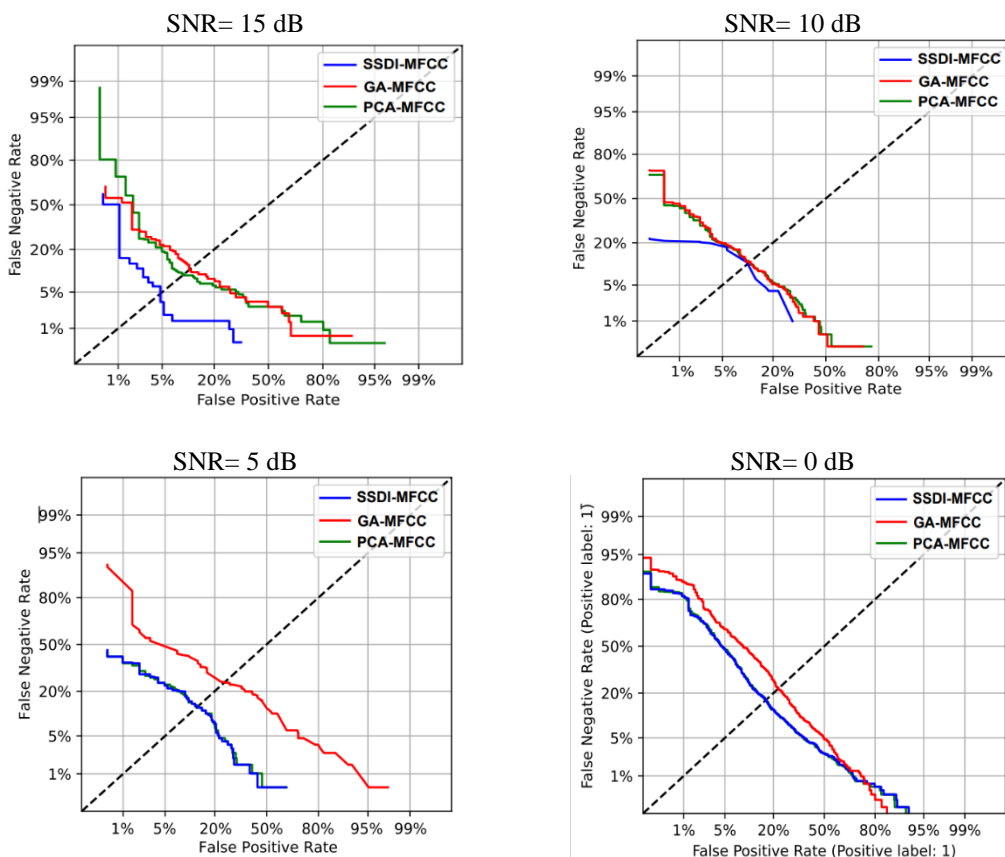 SNR= 15 dB
SSDI-MFCC
GA-MFCC
PCA-MFCC
False Negative Rate
99%
95%
80%
50%
20%
5%
1%
1% 5% 20% 50% 80% 95% 99%
False Positive Rate
SNR= 10 dB
SSDI-MFCC
GA-MFCC
PCA-MFCC
False Negative Rate
99%
95%
80%
50%
20%
5%
1%
1% 5% 20% 50% 80% 95% 99%
False Positive Rate
SNR= 5 dB
SSDI-MFCC
GA-MFCC
PCA-MFCC
False Negative Rate
99%
95%
80%
50%
20%
5%
1%
1% 5% 20% 50% 80% 95% 99%
False Positive Rate
SNR= 0 dB
SSDI-MFCC
GA-MFCC
PCA-MFCC
False Negative Rate (Positive label: 1)
99%
95%
80%
50%
20%
5%
1%
1% 5% 20% 50% 80% 95% 99%
False Positive Rate (Positive label: 1)